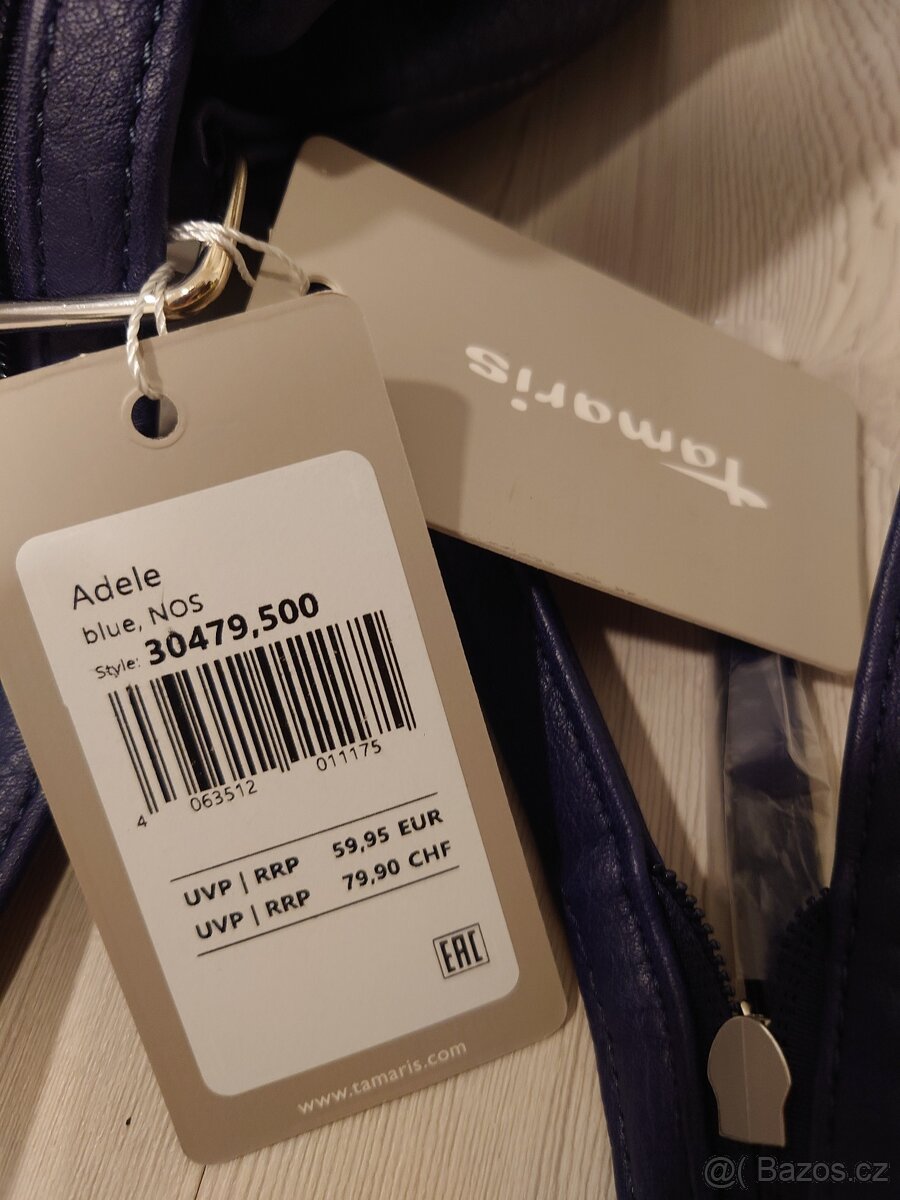 tamaris
Adele
blue, NOS
Style: 30479,500
4 063512 011175
UVP | RRP 59,95 EUR
UVP | RRP 79,90 CHF
EAC
www.tamaris.com
@( Bazos.cz